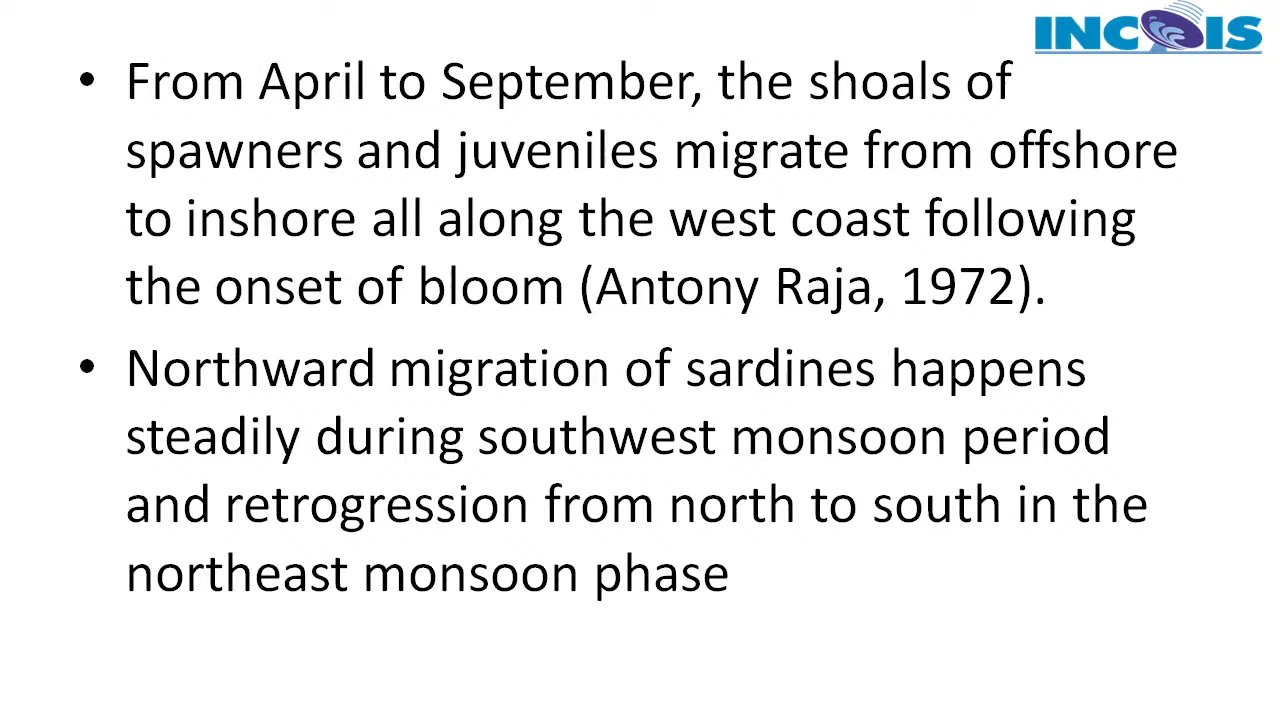 INCOIS
• From April to September, the shoals of
spawners and juveniles migrate from offshore
to inshore all along the west coast following
the onset of bloom (Antony Raja, 1972).
• Northward migration of sardines happens
steadily during southwest monsoon period
and retrogression from north to south in the
northeast monsoon phase